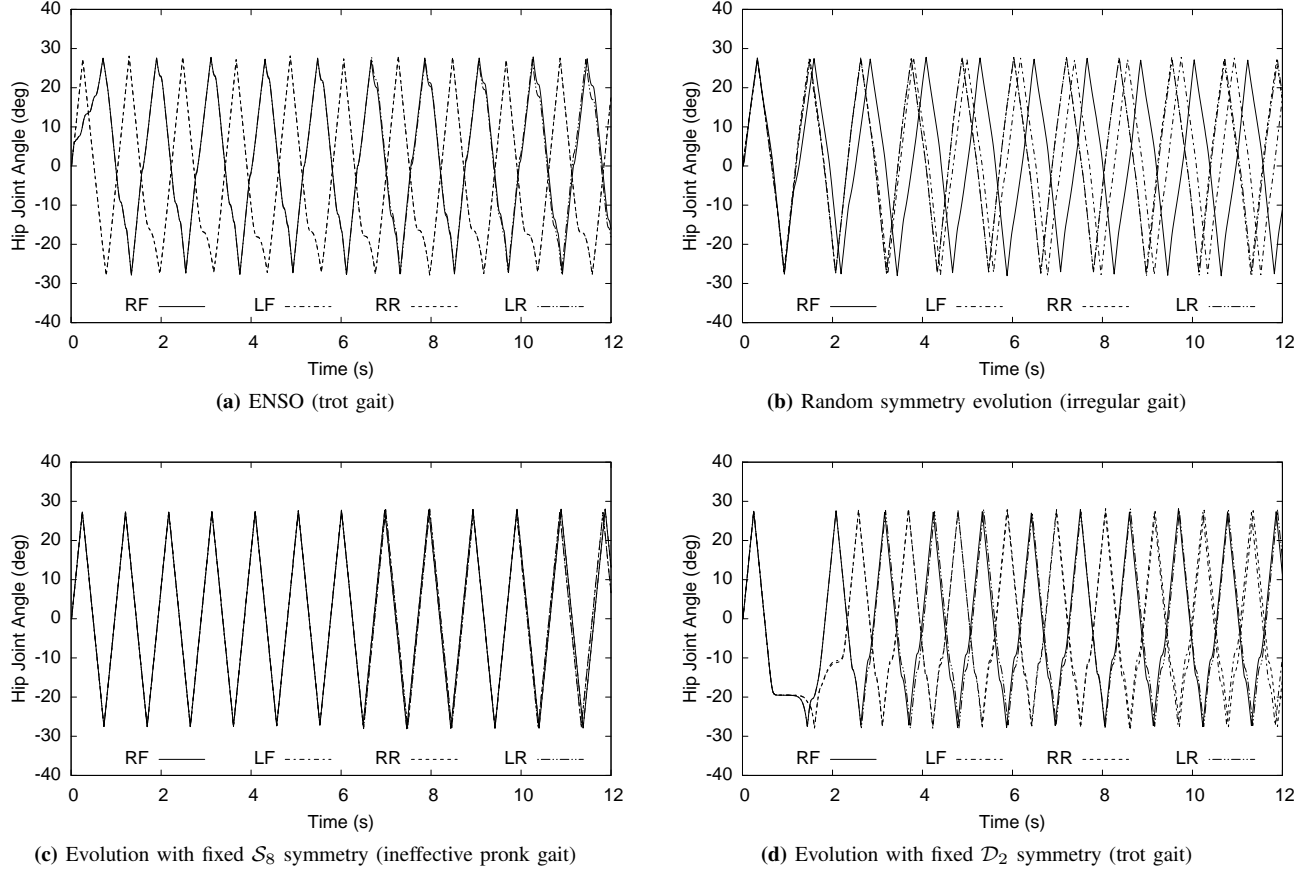 40
30
20
10
0
-10
-20
-30
-40
Hip Joint Angle (deg)
RF LF RR LR
0 2 4 6 8 10 12
Time (s)
(a) ENSO (trot gait)
40
30
20
10
0
-10
-20
-30
-40
Hip Joint Angle (deg)
RF LF RR LR
0 2 4 6 8 10 12
Time (s)
(b) Random symmetry evolution (irregular gait)
40
30
20
10
0
-10
-20
-30
-40
Hip Joint Angle (deg)
RF LF RR LR
0 2 4 6 8 10 12
Time (s)
(c) Evolution with fixed S₈ symmetry (ineffective pronk gait)
40
30
20
10
0
-10
-20
-30
-40
Hip Joint Angle (deg)
RF LF RR LR
0 2 4 6 8 10 12
Time (s)
(d) Evolution with fixed D₂ symmetry (trot gait)